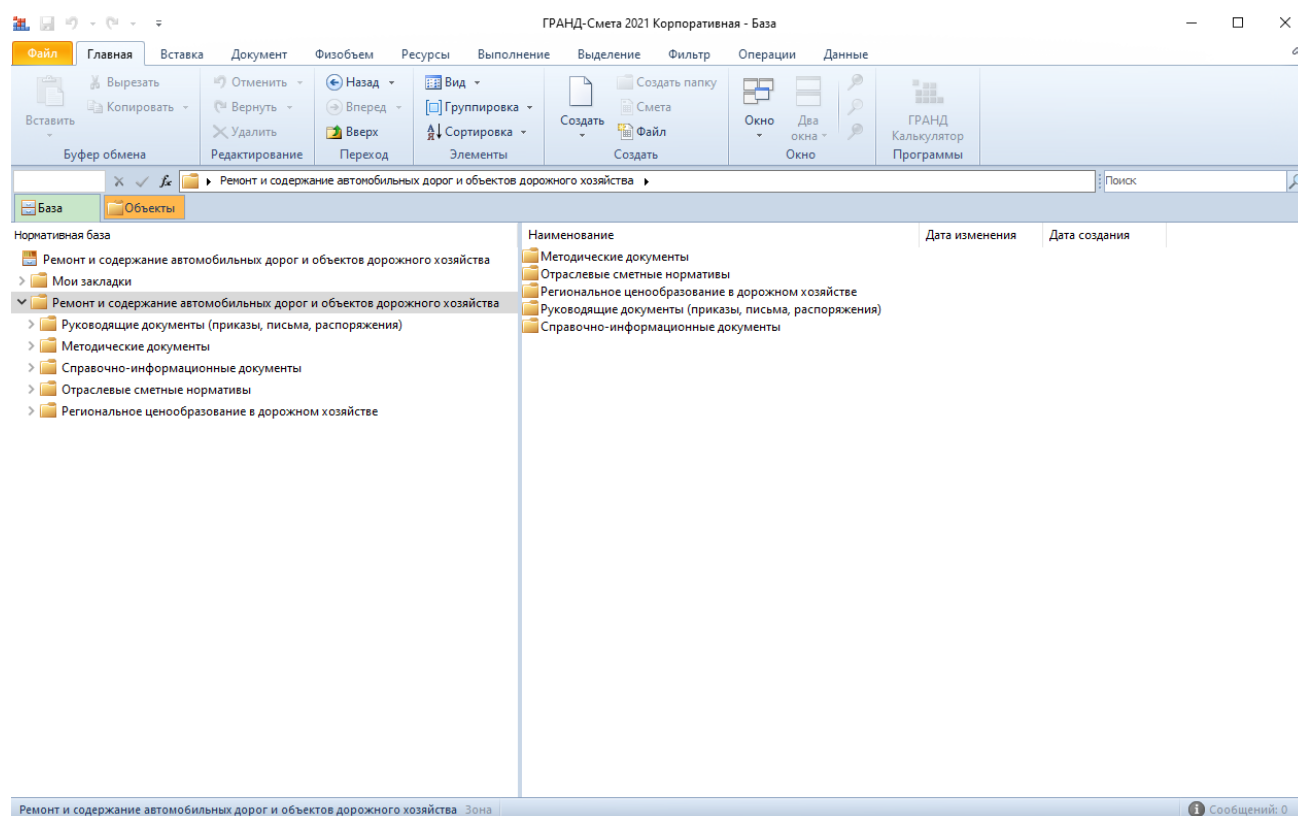 ГРАНД-Смета 2021 Корпоративная - База
Файл Главная Вставка Документ Физобъем Ресурсы Выполнение Выделение Фильтр Операции Данные
Вставить
Вырезать
Копировать
Буфер обмена
Отменить
Вернуть
Удалить
Редактирование
Назад
Вперед
Вверх
Переход
Вид
Группировка
Сортировка
Элементы
Создать
Создать папку
Смета
Файл
Создать
Окно
Два окна
Окно
ГРАНД Калькулятор
Программы
fx Ремонт и содержание автомобильных дорог и объектов дорожного хозяйства Поиск
База Объекты
Нормативная база
Ремонт и содержание автомобильных дорог и объектов дорожного хозяйства
Мои закладки
Ремонт и содержание автомобильных дорог и объектов дорожного хозяйства
Руководящие документы (приказы, письма, распоряжения)
Методические документы
Справочно-информационные документы
Отраслевые сметные нормативы
Региональное ценообразование в дорожном хозяйстве
Наименование Дата изменения Дата создания
Методические документы
Отраслевые сметные нормативы
Региональное ценообразование в дорожном хозяйстве
Руководящие документы (приказы, письма, распоряжения)
Справочно-информационные документы
Ремонт и содержание автомобильных дорог и объектов дорожного хозяйства Зона Сообщений: 0